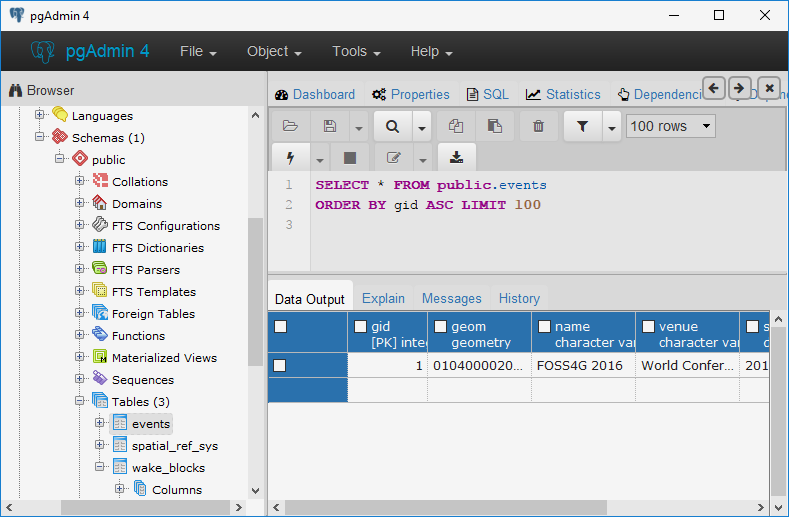 pgAdmin 4
pgAdmin 4 File Object Tools Help
Browser
Languages
Schemas (1)
public
Collations
Domains
FTS Configurations
FTS Dictionaries
FTS Parsers
FTS Templates
Foreign Tables
Functions
Materialized Views
Sequences
Tables (3)
events
spatial_ref_sys
wake_blocks
Columns
Dashboard Properties SQL Statistics Dependenci
100 rows
1 SELECT * FROM public.events
2 ORDER BY gid ASC LIMIT 100
3
Data Output Explain Messages History
gid geom name venue s
[PK] inte geometry character var character var c
1 0104000020... FOSS4G 2016 World Confer... 201